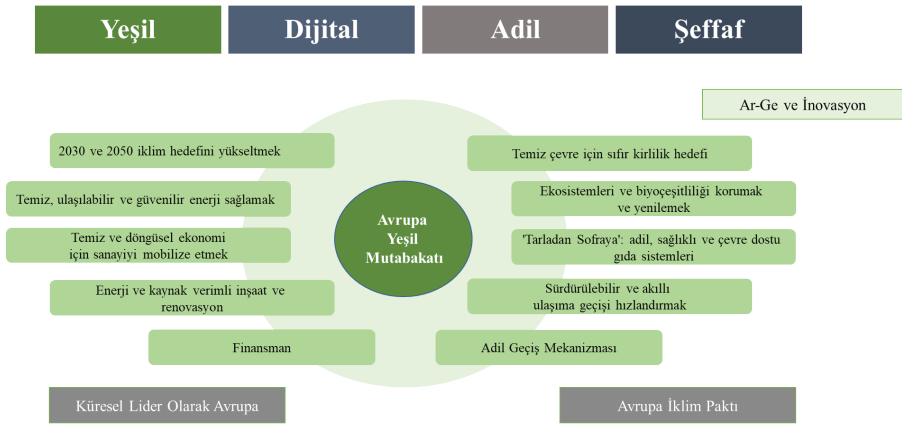 Yeşil
Dijital
Adil
Şeffaf
Ar-Ge ve İnovasyon
2030 ve 2050 iklim hedefini yükseltmek
Temiz, ulaşılabilir ve güvenilir enerji sağlamak
Temiz ve döngüsel ekonomi
için sanayiyi mobilize etmek
Enerji ve kaynak verimli inşaat ve
renovasyon
Finansman
Avrupa
Yeşil
Mutabakatı
Temiz çevre için sıfır kirlilik hedefi
Ekosistemleri ve biyoçeşitliliği korumak
ve yenilemek
'Tarladan Sofraya': adil, sağlıklı ve çevre dostu
gıda sistemleri
Sürdürülebilir ve akıllı
ulaşıma geçişi hızlandırmak
Adil Geçiş Mekanizması
Küresel Lider Olarak Avrupa
Avrupa İklim Paktı